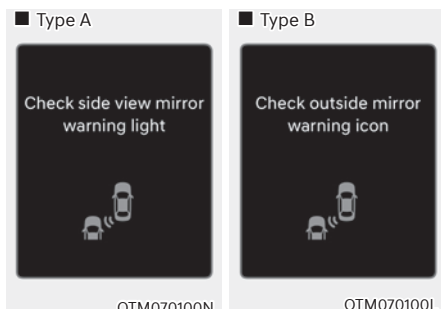 ■ Type A
Check side view mirror
warning light
OTM070100N
■ Type B
Check outside mirror
warning icon
OTM070100L